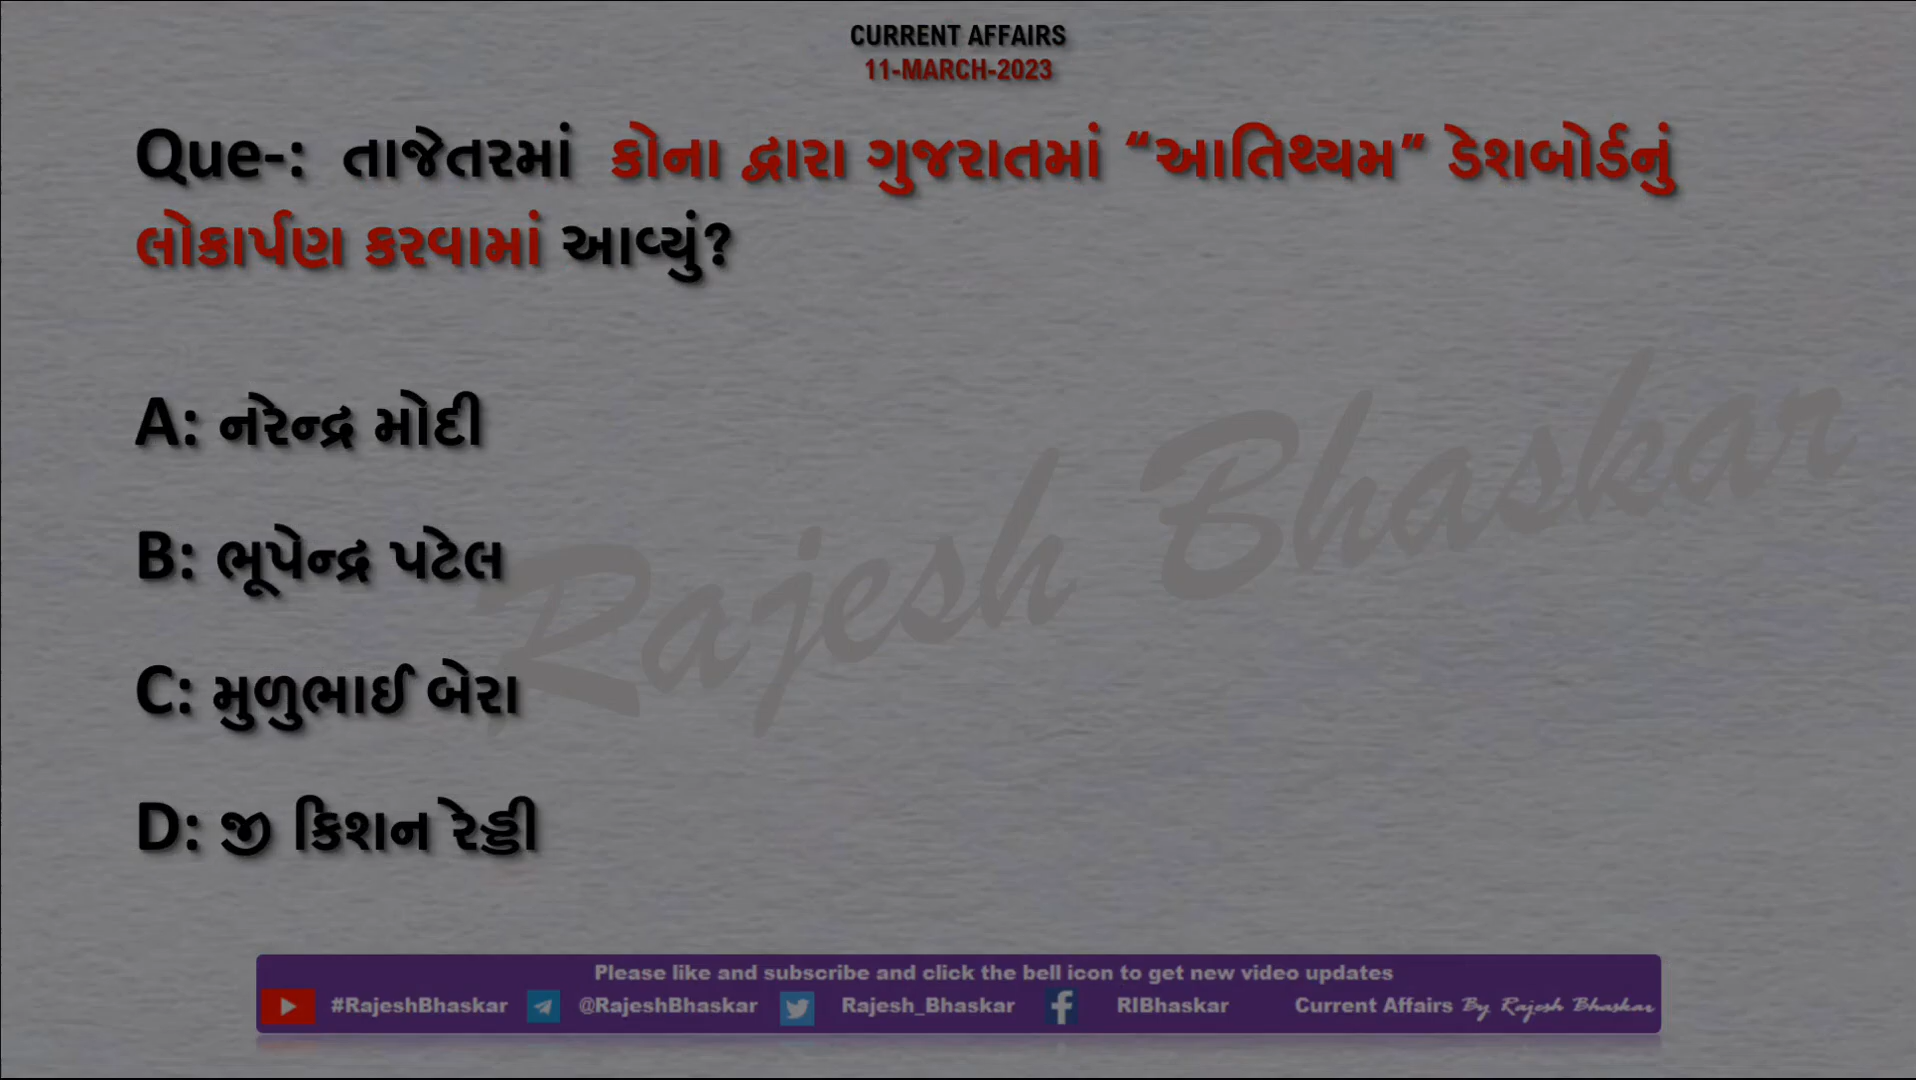 CURRENT AFFAIRS
11-MARCH-2023
Que-: તાજેતરમાં કોના દ્વારા ગુજરાતમાં “આતિથ્યમ” ડેશબોર્ડનું
લોકાર્પણ કરવામાં આવ્યું?
A: નરેન્દ્ર મોદી
B: ભૂપેન્દ્ર પટેલ
C: મુળુભાઈ બેરા
D: જી કિશન રેડ્ડી
Rajesh Bhaskar
Please like and subscribe and click the bell icon to get new video updates
#RajeshBhaskar @RajeshBhaskar Rajesh_Bhaskar RIBhaskar Current Affairs By Rajesh Bhaskar